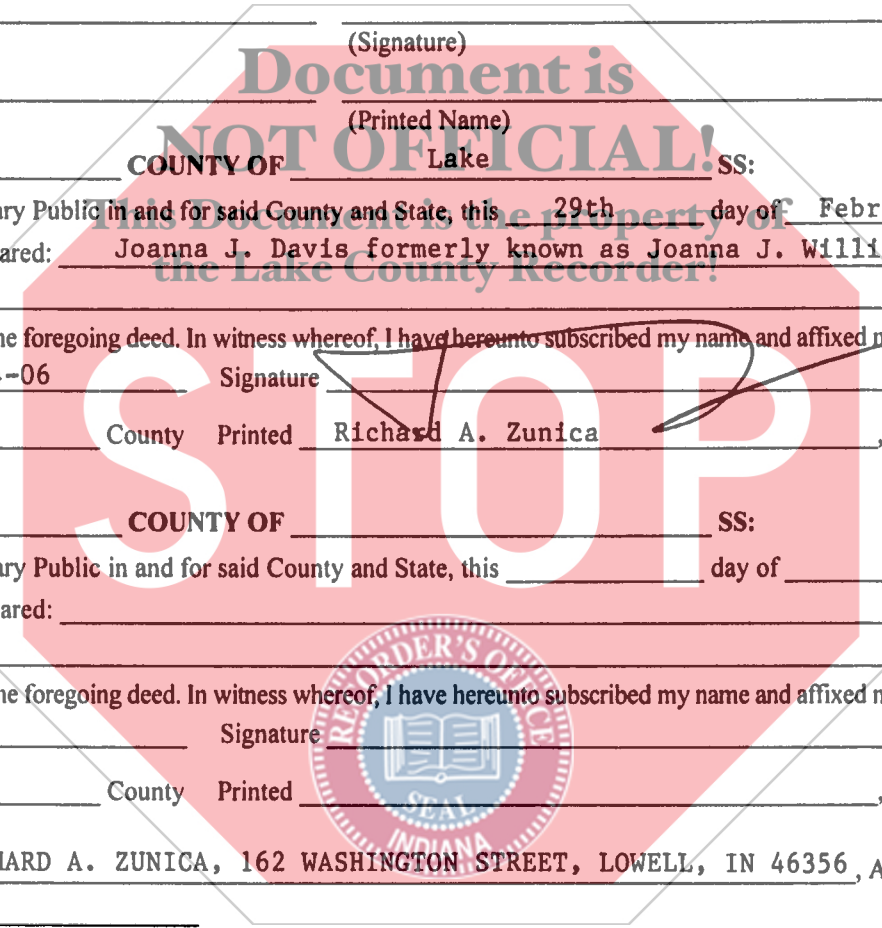 (Signature)
Document is
(Printed Name)
NOT OFFICIAL!
COUNTY OF Lake SS:
ary Public in and for said County and State, this 29th day of Febr
This Document is the property of
ared: Joanna J. Davis formerly known as Joanna J. Willi
the Lake County Recorder!
ne foregoing deed. In witness whereof, I have hereunto subscribed my name and affixed
-06 Signature
County Printed Richard A. Zunica ,
STOP
COUNTY OF SS:
ary Public in and for said County and State, this day of
ared:
RECORDER'S OFFICE
ne foregoing deed. In witness whereof, I have hereunto subscribed my name and affixed
Signature
County Printed ,
SEAL
INDIANA
HARD A. ZUNICA, 162 WASHINGTON STREET, LOWELL, IN 46356, A